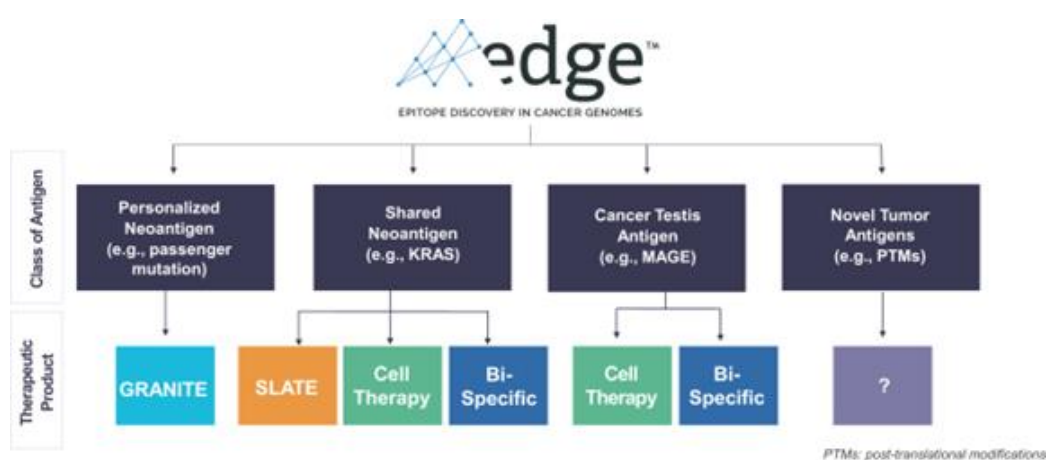 edge™
EPITOPE DISCOVERY IN CANCER GENOMES
Class of Antigen
Personalized
Neoantigen
(e.g., passenger
mutation)
Shared
Neoantigen
(e.g., KRAS)
Cancer Testis
Antigen
(e.g., MAGE)
Novel Tumor
Antigens
(e.g., PTMs)
Therapeutic
Product
GRANITE
SLATE
Cell
Therapy
Bi-
Specific
Cell
Therapy
Bi-
Specific
?
PTMs: post-translational modifications